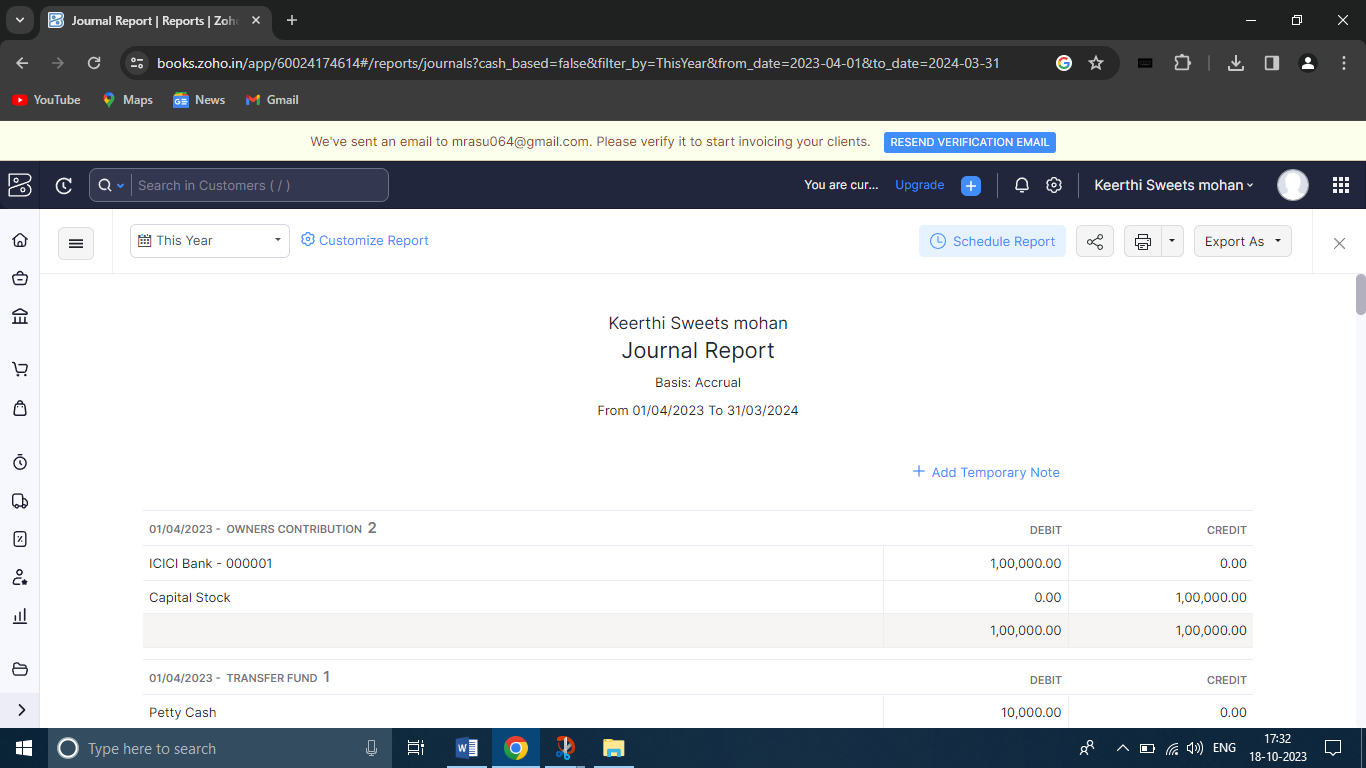 Journal Report | Reports | Zoho
books.zoho.in/app/60024174614#/reports/journals?cash_based=false&filter_by=ThisYear&from_date=2023-04-01&to_date=2024-03-31
YouTube Maps News Gmail
We've sent an email to mrasu064@gmail.com. Please verify it to start invoicing your clients. RESEND VERIFICATION EMAIL
Search in Customers ( / ) You are cur... Upgrade Keerthi Sweets mohan
This Year Customize Report Schedule Report Export As
Keerthi Sweets mohan
Journal Report
Basis: Accrual
From 01/04/2023 To 31/03/2024
+ Add Temporary Note
01/04/2023 - OWNERS CONTRIBUTION 2 DEBIT CREDIT
ICICI Bank - 000001 1,00,000.00 0.00
Capital Stock 0.00 1,00,000.00
1,00,000.00 1,00,000.00
01/04/2023 - TRANSFER FUND 1 DEBIT CREDIT
Petty Cash 10,000.00 0.00
Type here to search ENG 17:32
18-10-2023